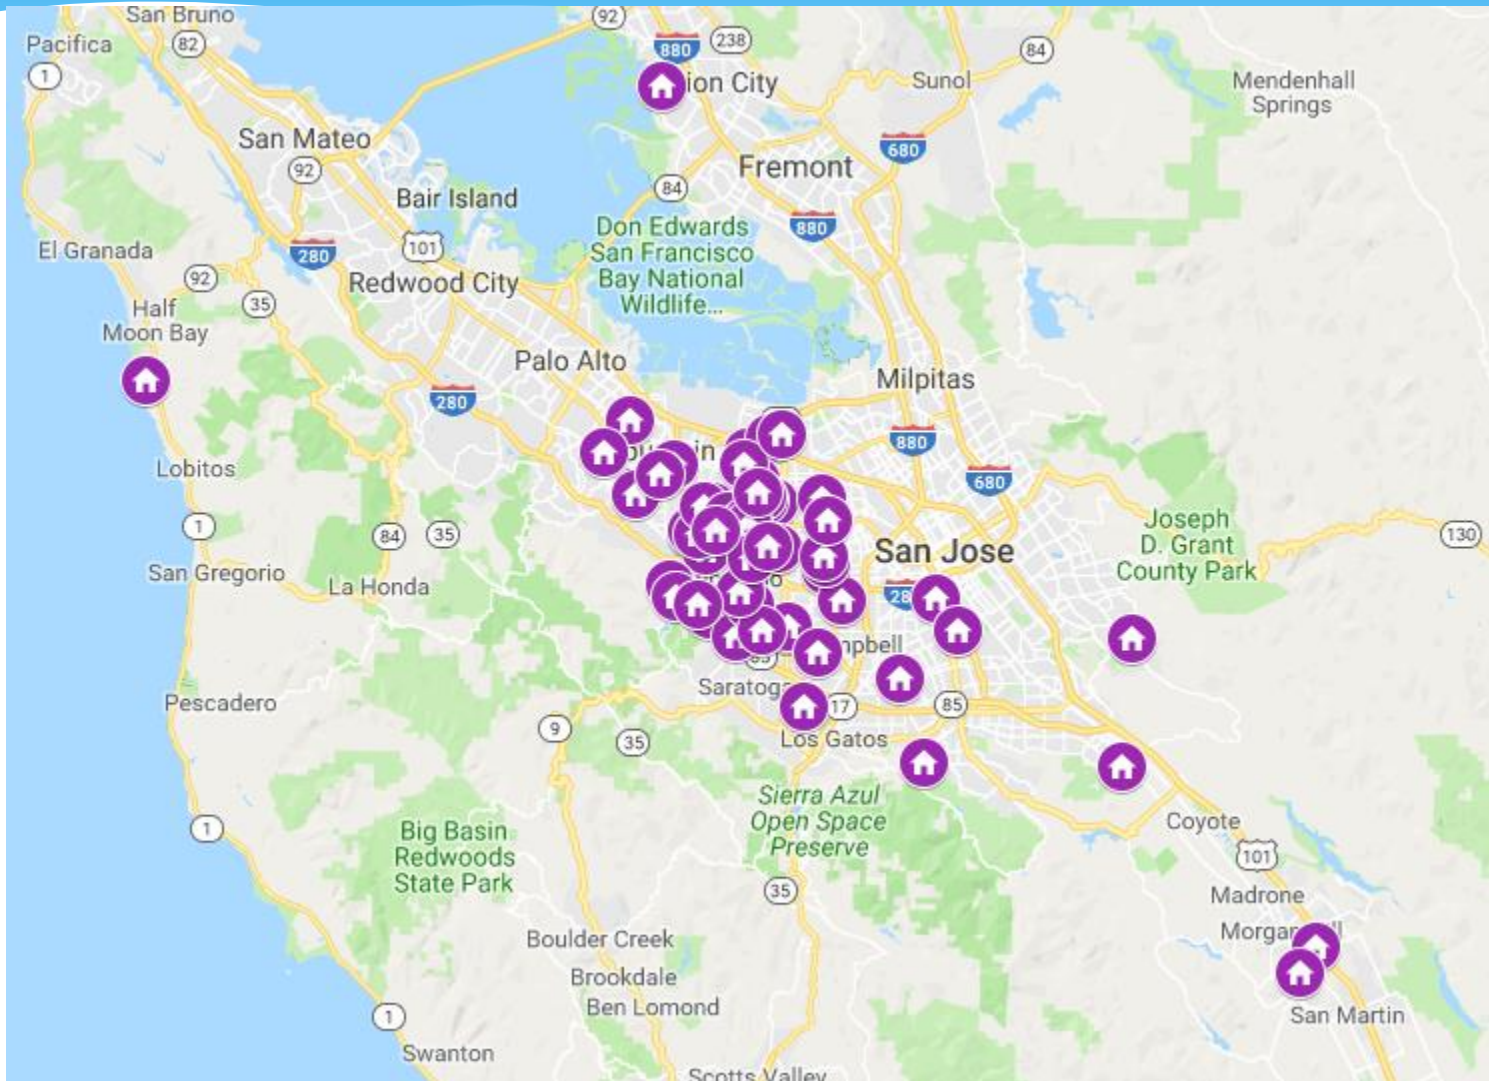 San Bruno
92
Pacifica
82
880
238
84
1
ion City
Sunol
Mendenhall
Springs
San Mateo
92
680
Fremont
84
Bair Island
Don Edwards
San Francisco
Bay National
Wildlife...
880
El Granada
280
101
92
35
Redwood City
Half
Moon Bay
Palo Alto
Milpitas
280
880
in
Lobitos
680
1
84
35
Joseph
D. Grant
County Park
130
San Jose
San Gregorio
La Honda
28
mpbell
85
Saratoga
Pescadero
17
85
9
35
Los Gatos
Sierra Azul
Open Space
Preserve
1
Big Basin
Redwoods
State Park
Coyote
101
35
Madrone
Boulder Creek
Brookdale
Ben Lomond
1
San Martin
Swanton
Scotts Valley